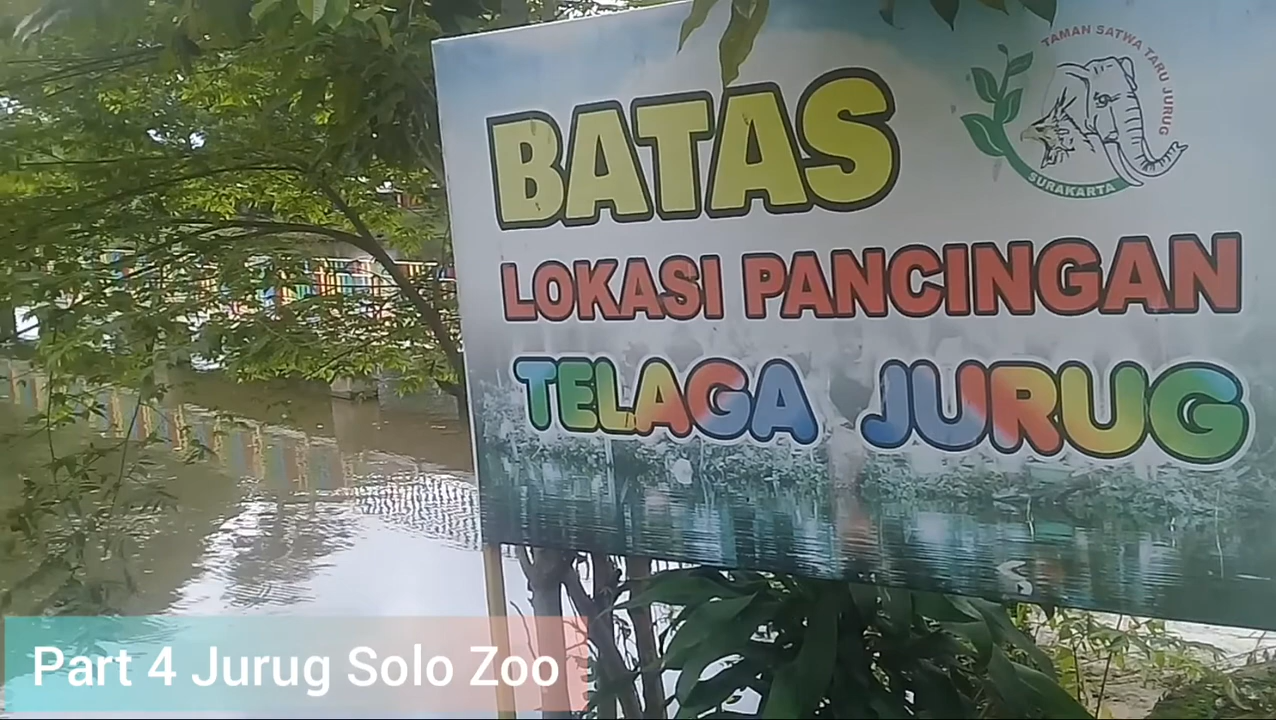 TAMAN SATWA TARU JURUG
SURAKARTA
BATAS
LOKASI PANCINGAN
TELAGA JURUG
Part 4 Jurug Solo Zoo